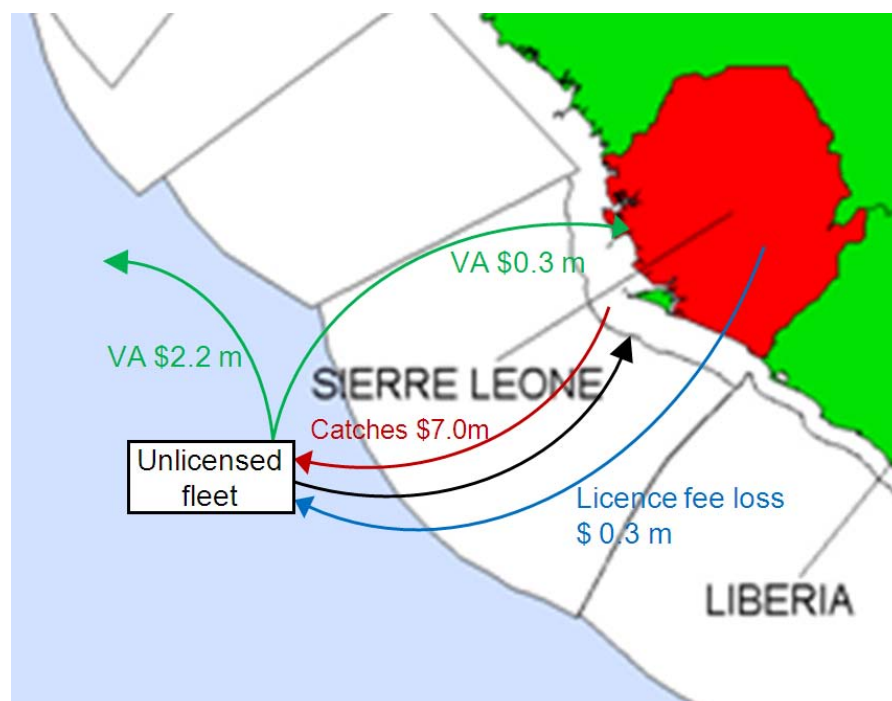 VA $0.3 m
VA $2.2 m
SIERRE LEONE
Catches $7.0m
Unlicensed
fleet
Licence fee loss
$ 0.3 m
LIBERIA